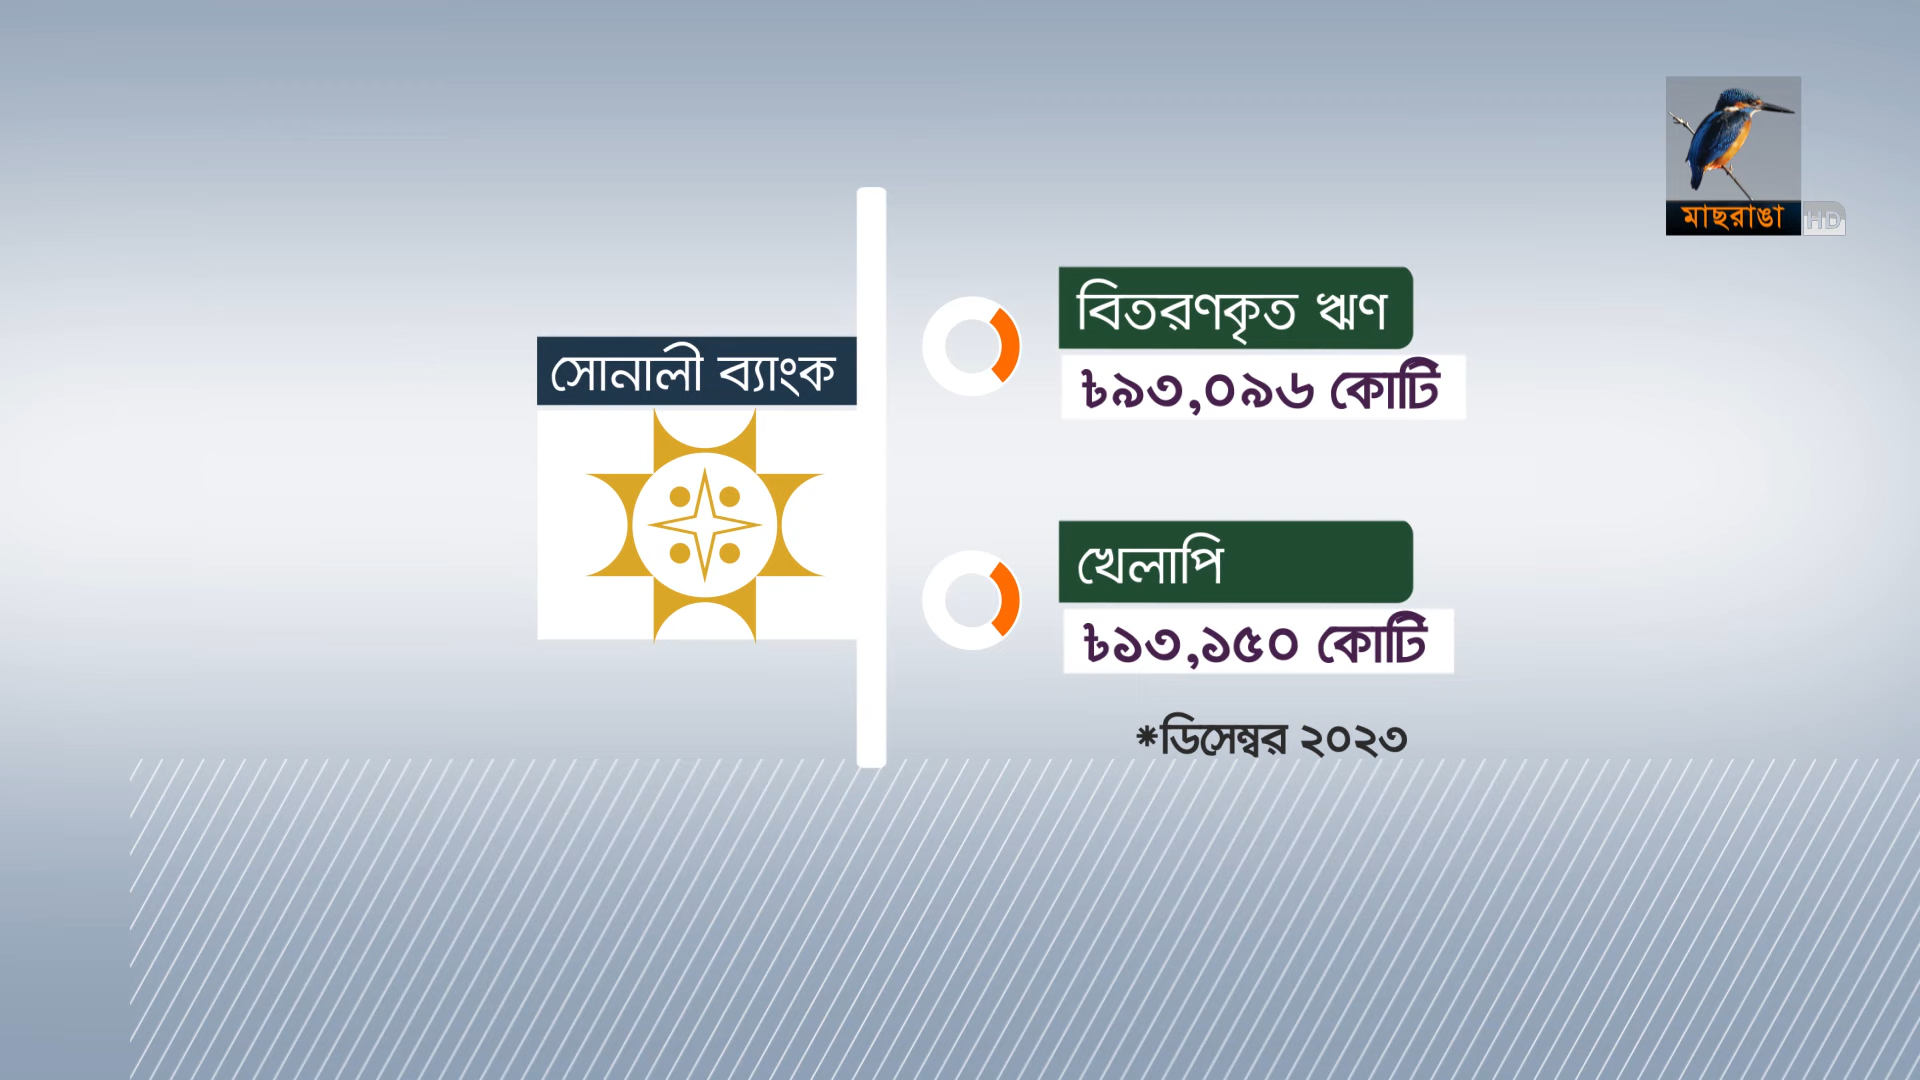 মাছরাঙা HD
সোনালী ব্যাংক
বিতরণকৃত ঋণ
৳৯৩,০৯৬ কোটি
খেলাপি
৳১৩,১৫০ কোটি
*ডিসেম্বর ২০২৩